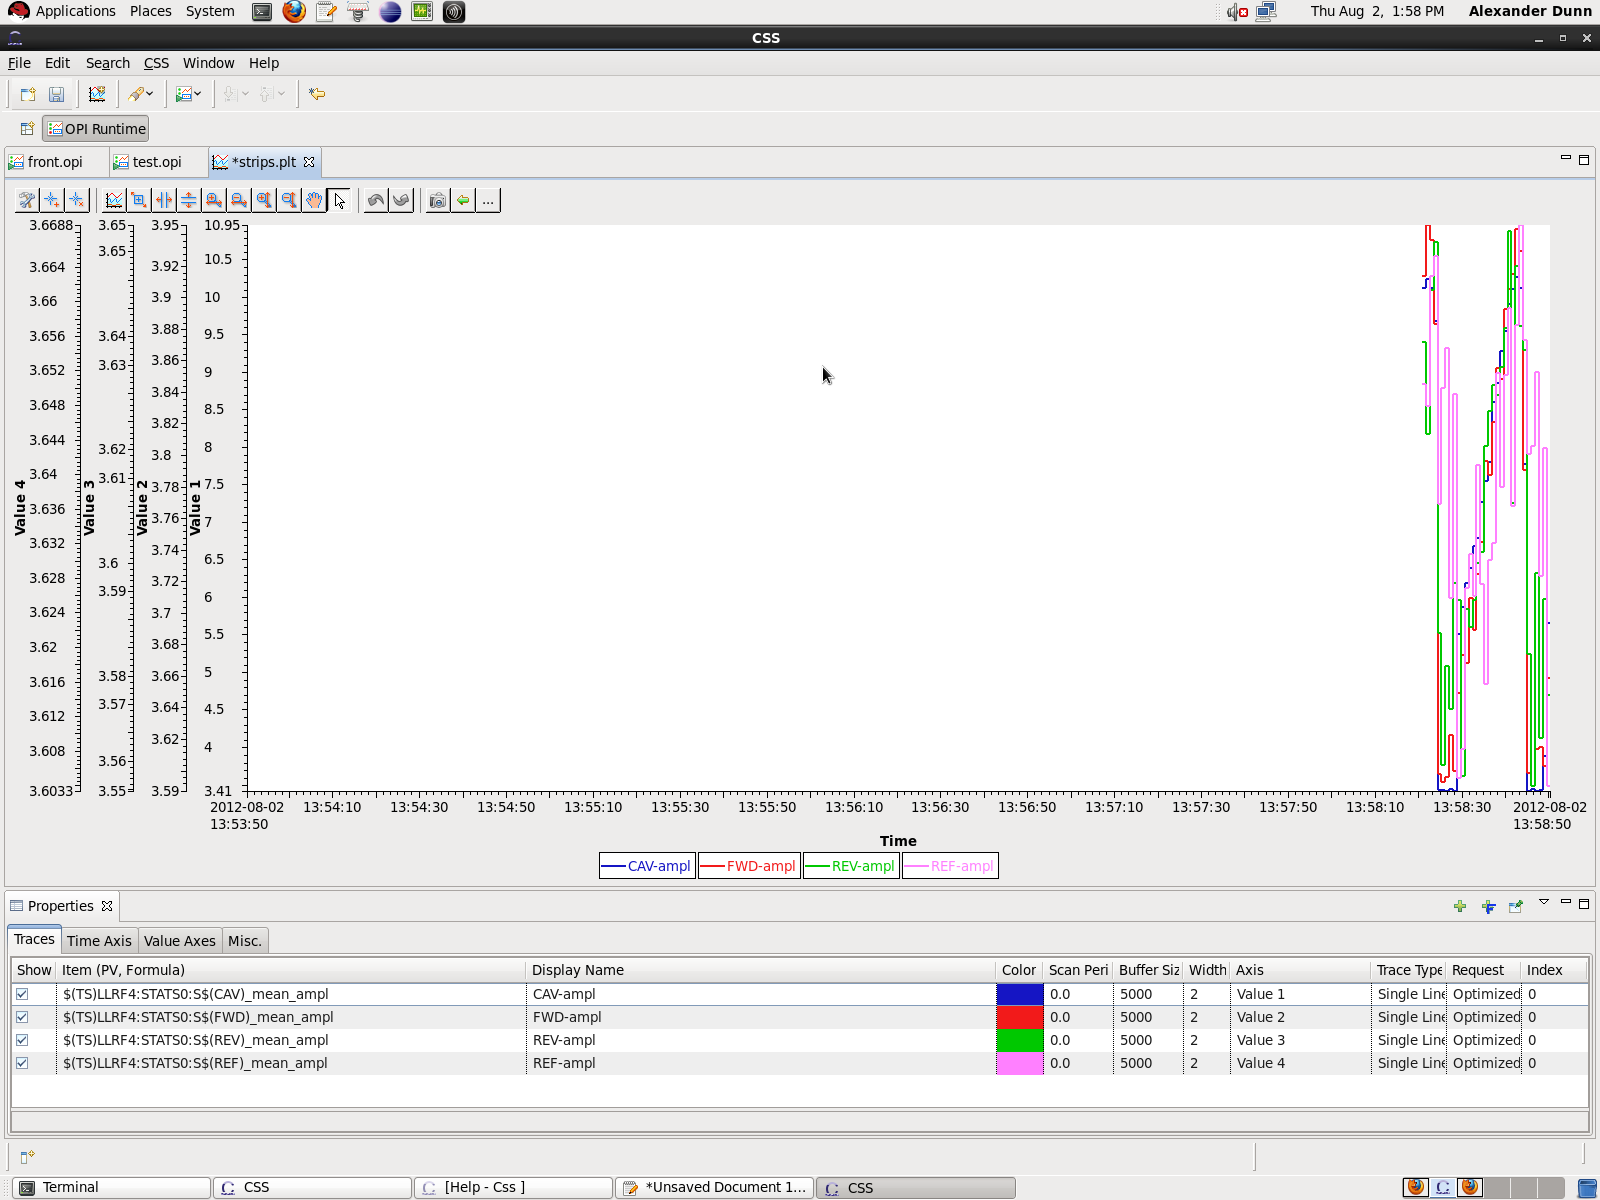 Applications Places System Thu Aug 2, 1:58 PM Alexander Dunn
CSS
File Edit Search CSS Window Help
OPI Runtime
front.opi test.opi *strips.plt
...
3.6688 3.65 3.95 10.95
3.664 3.65 3.92 10.5
3.66 3.9 10
3.656 3.64 3.88 9.5
3.652 3.63 3.86 9
3.648 3.84 8.5
3.644 3.62 3.82 8
3.64 3.61 3.8 7.5
3.636 3.78 7
3.632 3.6 3.76 6.5
3.628 3.59 3.74 6
3.624 3.72 5.5
3.62 3.58 3.7 5
3.616 3.57 3.68 4.5
3.612 3.56 3.66 4
3.608 3.55 3.64 3.41
3.6033 3.62
3.59
Value 4 Value 3 Value 2 Value 1
2012-08-02 13:54:10 13:54:30 13:54:50 13:55:10 13:55:30 13:55:50 13:56:10 13:56:30 13:56:50 13:57:10 13:57:30 13:57:50 13:58:10 13:58:30 2012-08-02
13:53:50 13:58:50
Time
CAV-ampl FWD-ampl REV-ampl REF-ampl
Properties
Traces Time Axis Value Axes Misc.
Show Item (PV, Formula) Display Name Color Scan Peri Buffer Siz Width Axis Trace Type Request Index
$(TS)LLRF4:STATS0:S$(CAV)_mean_ampl CAV-ampl 0.0 5000 2 Value 1 Single Line Optimized 0
$(TS)LLRF4:STATS0:S$(FWD)_mean_ampl FWD-ampl 0.0 5000 2 Value 2 Single Line Optimized 0
$(TS)LLRF4:STATS0:S$(REV)_mean_ampl REV-ampl 0.0 5000 2 Value 3 Single Line Optimized 0
$(TS)LLRF4:STATS0:S$(REF)_mean_ampl REF-ampl 0.0 5000 2 Value 4 Single Line Optimized 0
Terminal CSS [Help - Css ] *Unsaved Document 1... CSS